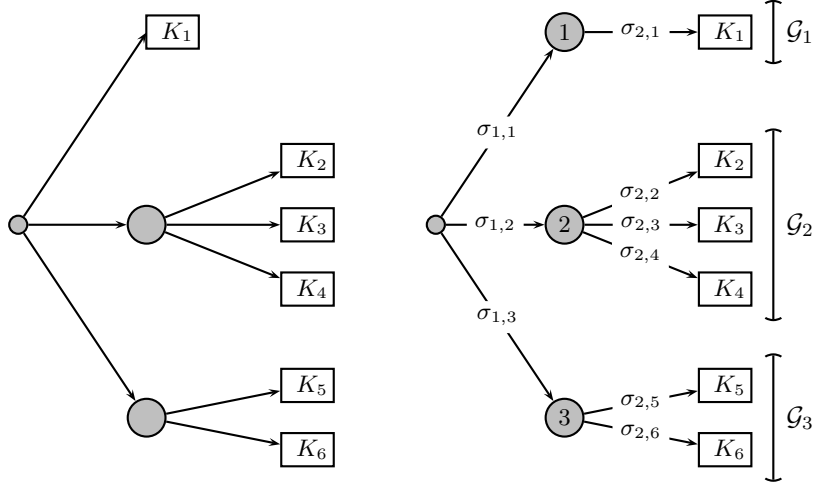 K₁
K₂
K₃
K₄
K₅
K₆
1 σ₂,₁ K₁ 𝒢₁
σ₁,₁
K₂
σ₂,₂
σ₁,₂ 2 σ₂,₃ K₃ 𝒢₂
σ₂,₄
K₄
σ₁,₃
σ₂,₅ K₅
3 𝒢₃
σ₂,₆ K₆